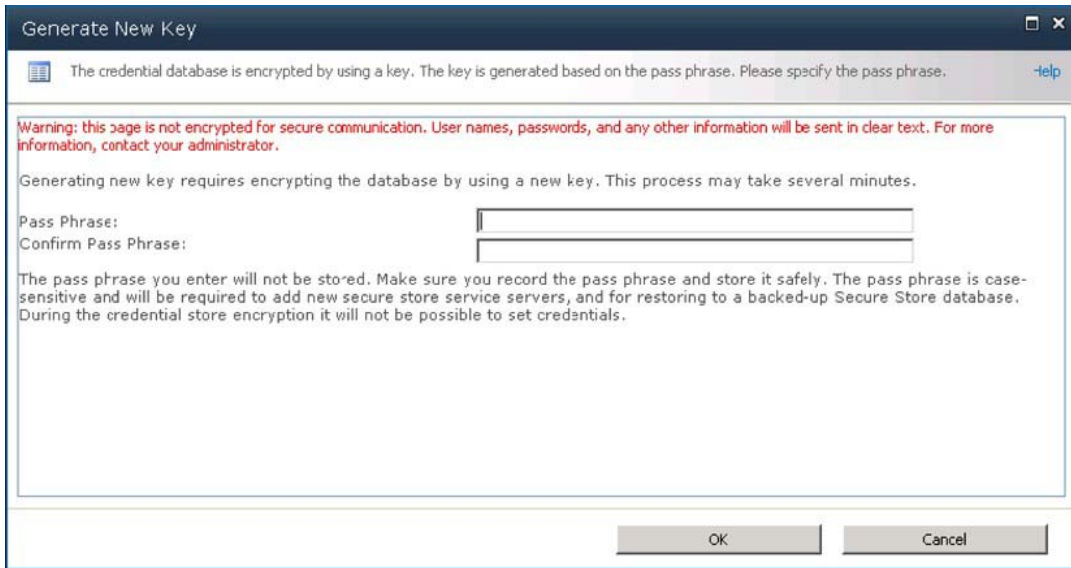 Generate New Key
The credential database is encrypted by using a key. The key is generated based on the pass phrase. Please specify the pass phrase.
Help
Warning: this page is not encrypted for secure communication. User names, passwords, and any other information will be sent in clear text. For more
information, contact your administrator.
Generating new key requires encrypting the database by using a new key. This process may take several minutes.
Pass Phrase:
Confirm Pass Phrase:
The pass phrase you enter will not be stored. Make sure you record the pass phrase and store it safely. The pass phrase is case-
sensitive and will be required to add new secure store service servers, and for restoring to a backed-up Secure Store database.
During the credential store encryption it will not be possible to set credentials.
OK
Cancel